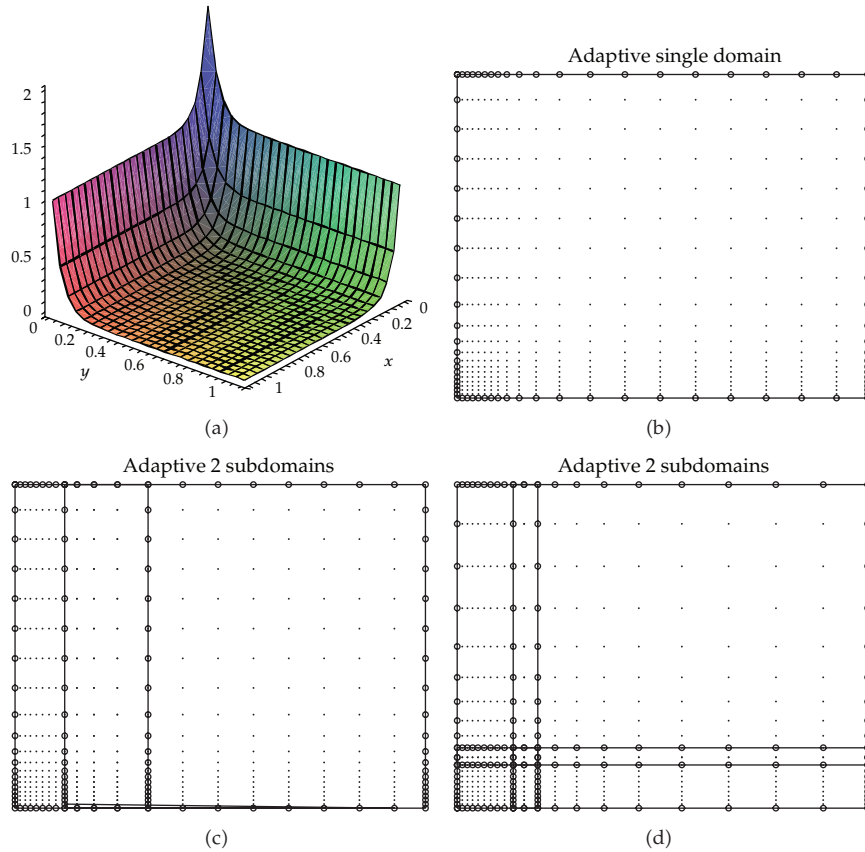 2
1.5
1
0.5
0
0
0.2
0.4
0.6
0.8
1
y
1
0.8
0.6
0.4
0.2
0
x
(a)
Adaptive single domain
(b)
Adaptive 2 subdomains
(c)
Adaptive 2 subdomains
(d)